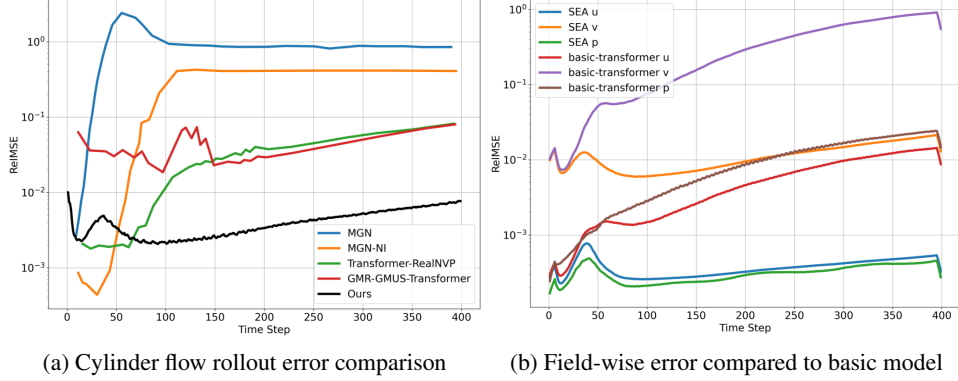 10⁰
10⁻¹
10⁻²
10⁻³
RelMSE
0 50 100 150 200 250 300 350 400
Time Step
MGN
MGN-NI
Transformer-RealNVP
GMR-GMUS-Transformer
Ours
(a) Cylinder flow rollout error comparison
SEA u
SEA v
SEA p
basic-transformer u
basic-transformer v
basic-transformer p
10⁰
10⁻¹
10⁻²
10⁻³
RelMSE
0 50 100 150 200 250 300 350 400
Time Step
(b) Field-wise error compared to basic model